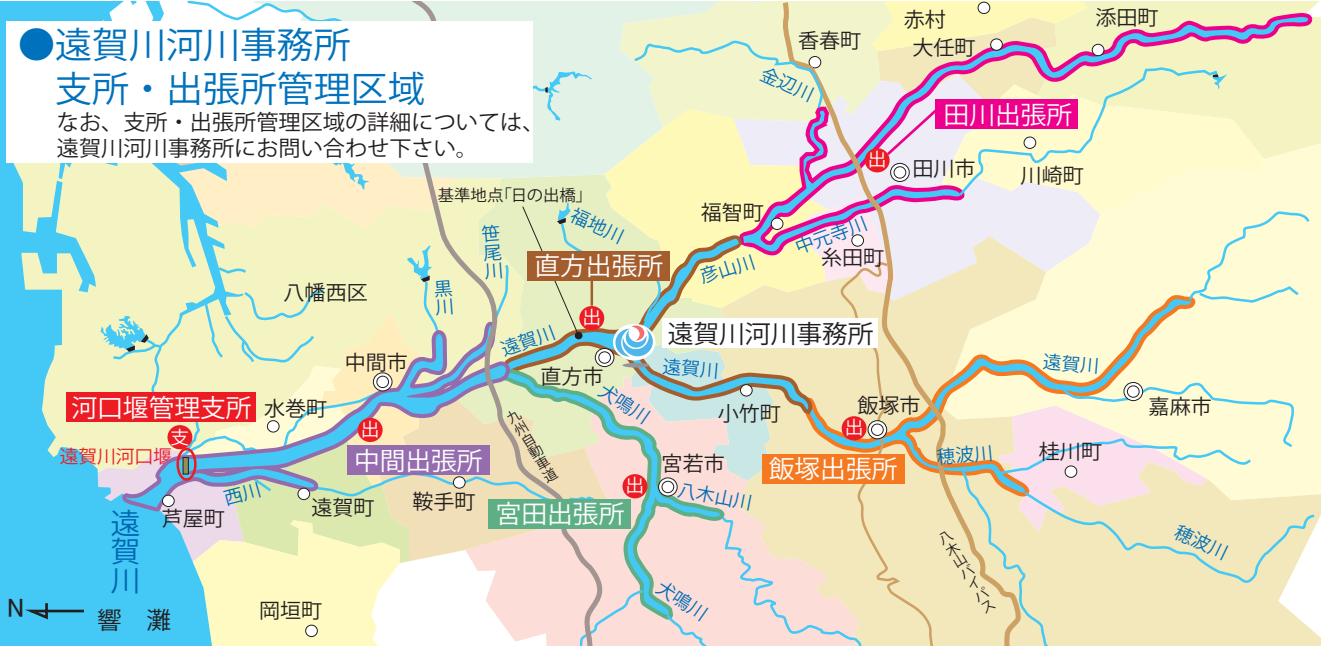 ●遠賀川河川事務所
支所・出張所管理区域
なお、支所・出張所管理区域の詳細については、
遠賀川河川事務所にお問い合わせ下さい。
赤村
添田町
大任町
香春町
金辺川
田川出張所
出
田川市
川崎町
基準地点「日の出橋」
福地川
福智町
中元寺川
糸田町
笹尾川
直方出張所
彦山川
黒川
八幡西区
出
遠賀川河川事務所
遠賀川
遠賀川
遠賀川
中間市
直方市
小竹町
嘉麻市
河口堰管理支所
水巻町
犬鳴川
飯塚市
九州自動車道
支
出
出
遠賀川河口堰
中間出張所
飯塚出張所
穂波川
桂川町
宮若市
出
八木山川
西川
遠賀町
鞍手町
宮田出張所
芦屋町
遠賀川
穂波川
八木山バイパス
犬鳴川
N
響灘
岡垣町